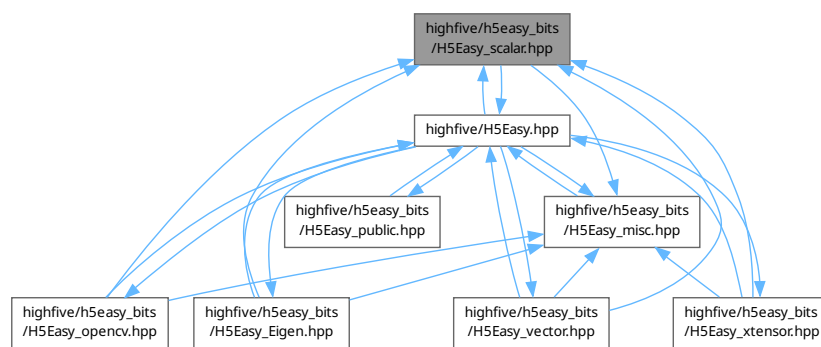 highfive/h5easy_bits
/H5Easy_scalar.hpp
highfive/H5Easy.hpp
highfive/h5easy_bits
/H5Easy_public.hpp
highfive/h5easy_bits
/H5Easy_misc.hpp
highfive/h5easy_bits
/H5Easy_opencv.hpp
highfive/h5easy_bits
/H5Easy_Eigen.hpp
highfive/h5easy_bits
/H5Easy_vector.hpp
highfive/h5easy_bits
/H5Easy_xtensor.hpp